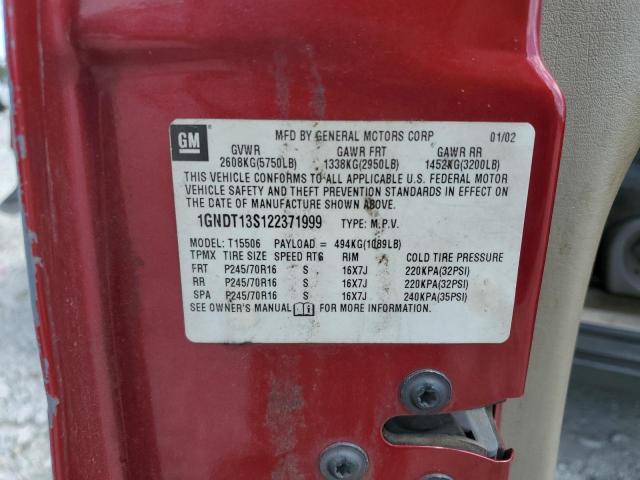 GM
MFD BY GENERAL MOTORS CORP 01/02
GVWR GAWR FRT GAWR RR
2608KG(5750LB) 1338KG(2950LB) 1452KG(3200LB)
THIS VEHICLE CONFORMS TO ALL APPLICABLE U.S. FEDERAL MOTOR
VEHICLE SAFETY AND THEFT PREVENTION STANDARDS IN EFFECT ON
THE DATE OF MANUFACTURE SHOWN ABOVE.
1GNDT13S122371999 TYPE: M.P.V.
MODEL: T15506 PAYLOAD = 494KG(1089LB)
TPMX TIRE SIZE SPEED RTG RIM COLD TIRE PRESSURE
FRT P245/70R16 S 16X7J 220KPA(32PSI)
RR P245/70R16 S 16X7J 220KPA(32PSI)
SPA P245/70R16 S 16X7J 240KPA(35PSI)
SEE OWNER'S MANUAL FOR MORE INFORMATION.